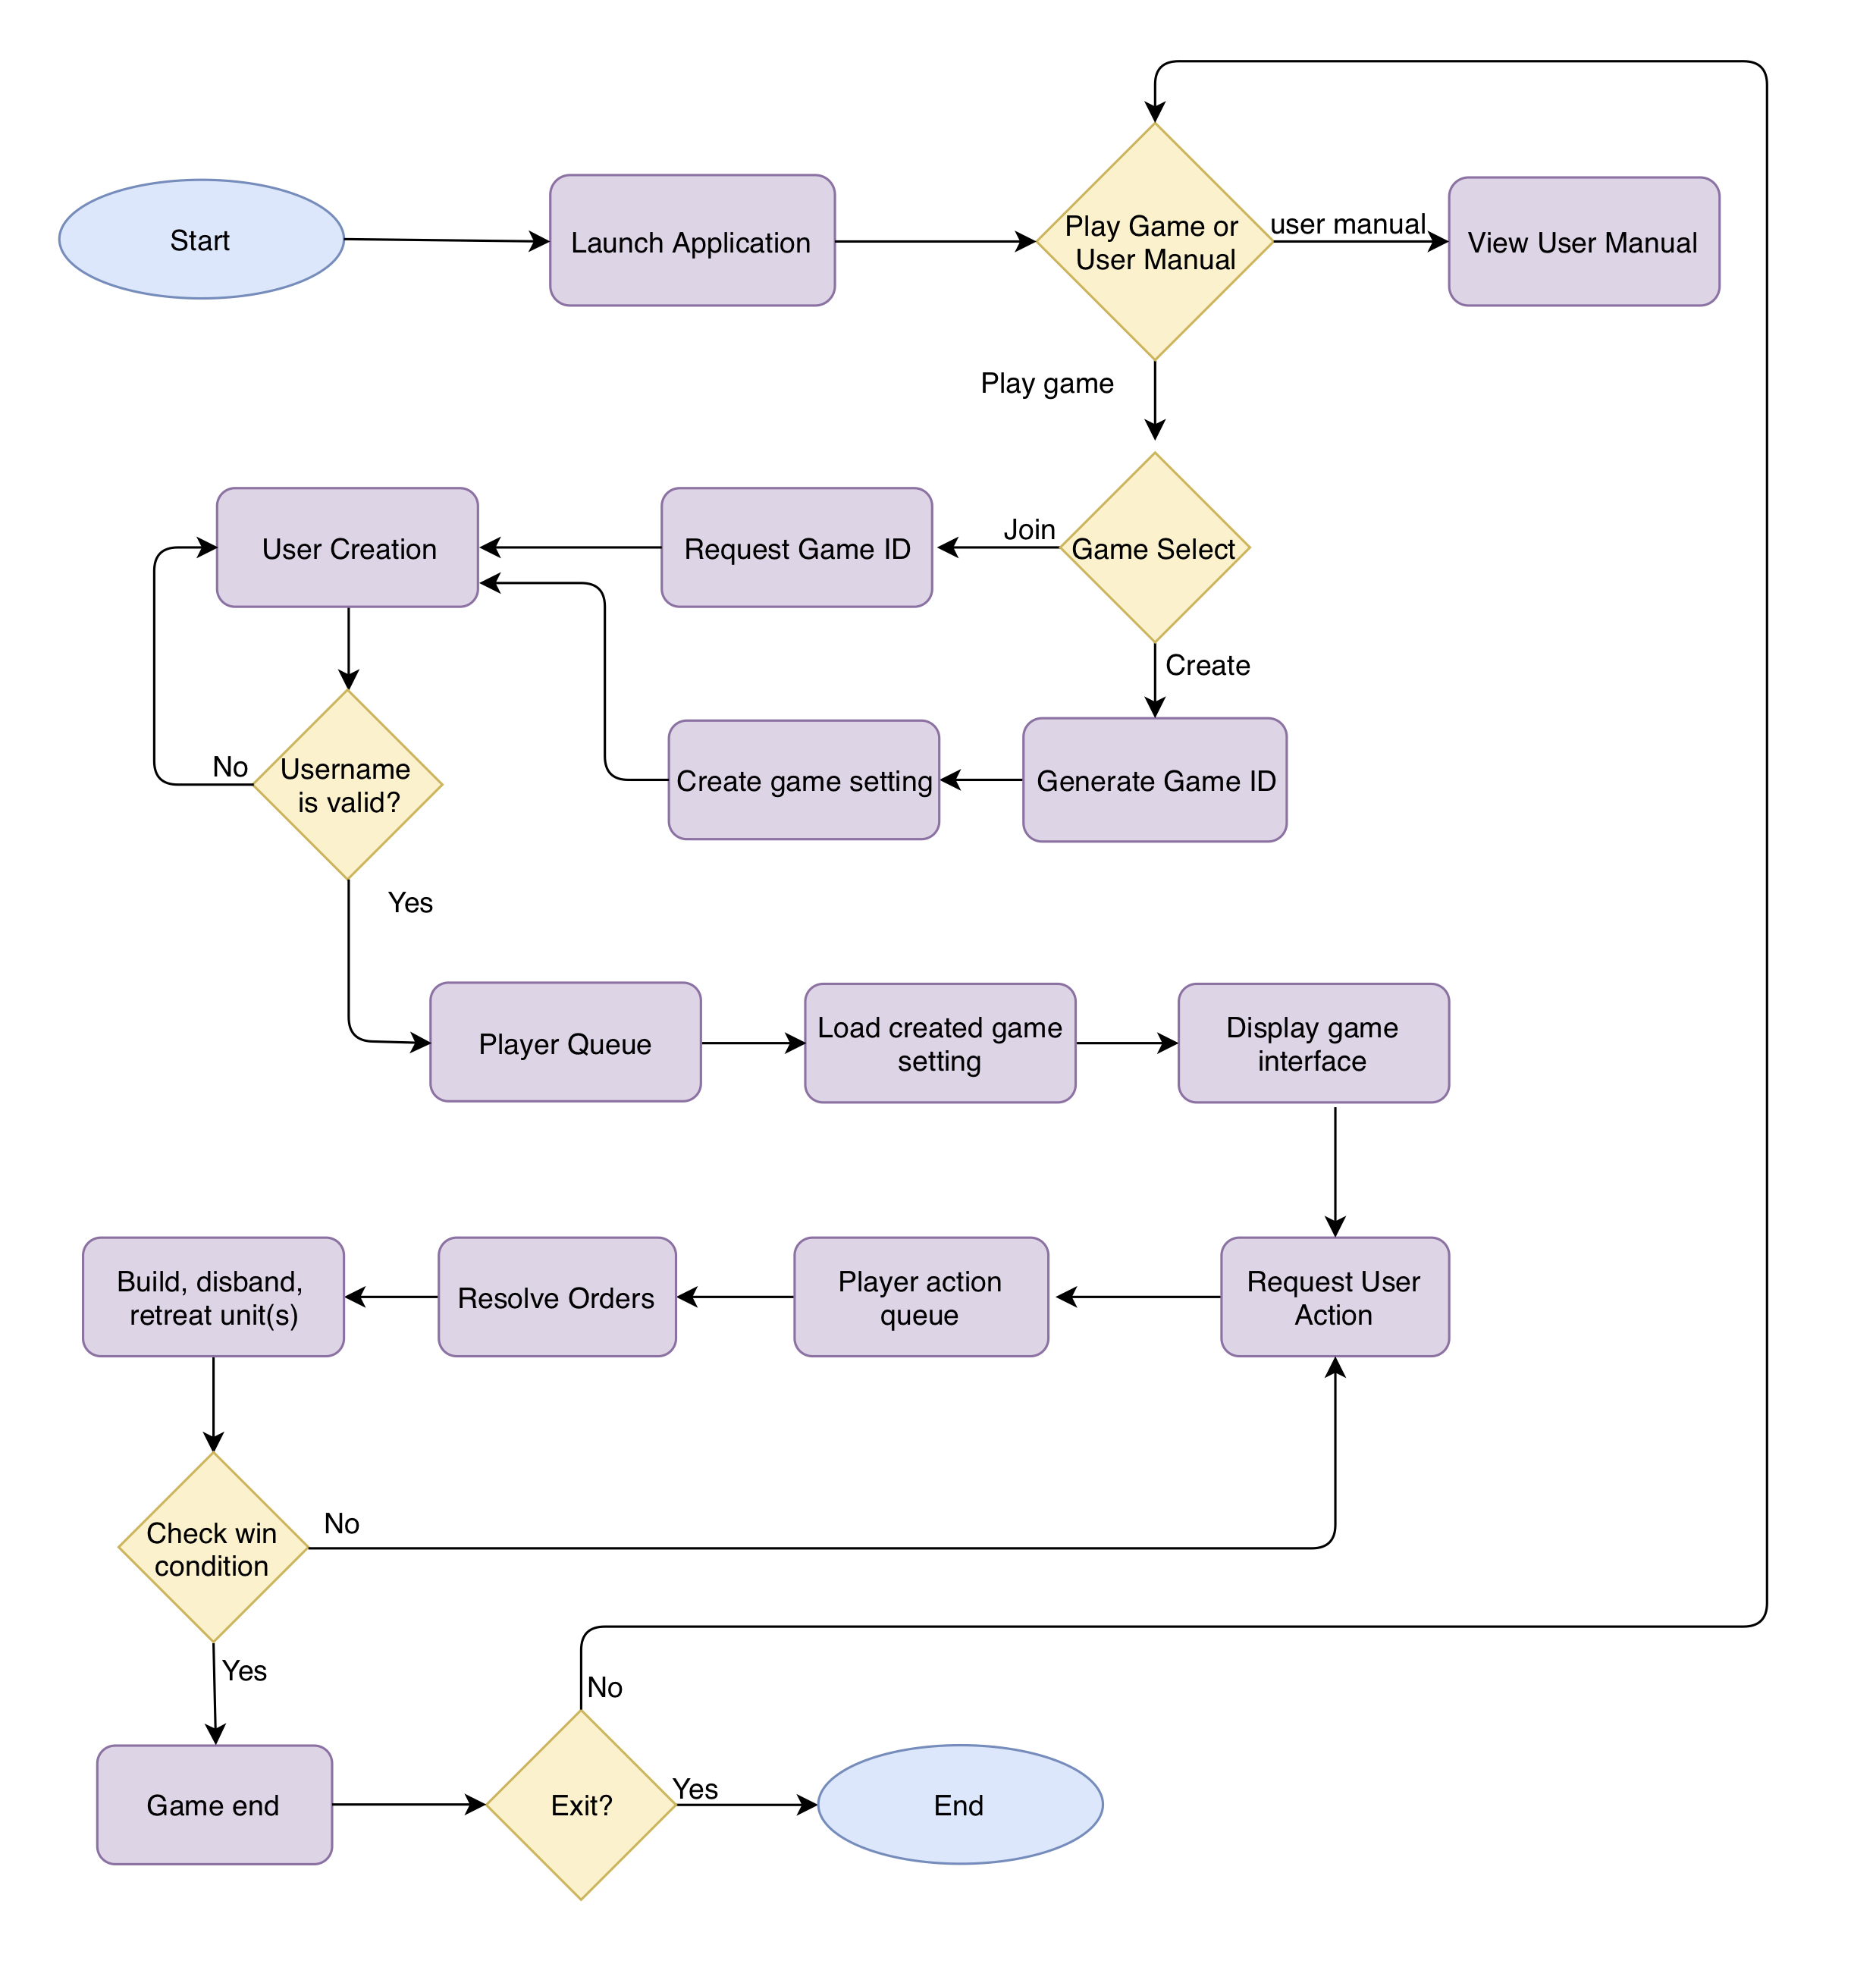 Start
Launch Application
Play Game or
User Manual
user manual
View User Manual
Play game
User Creation
Request Game ID
Join
Game Select
Create
No
Username
is valid?
Create game setting
Generate Game ID
Yes
Player Queue
Load created game
setting
Display game
interface
Build, disband,
retreat unit(s)
Resolve Orders
Player action
queue
Request User
Action
Check win
condition
No
Yes
No
Game end
Exit?
Yes
End